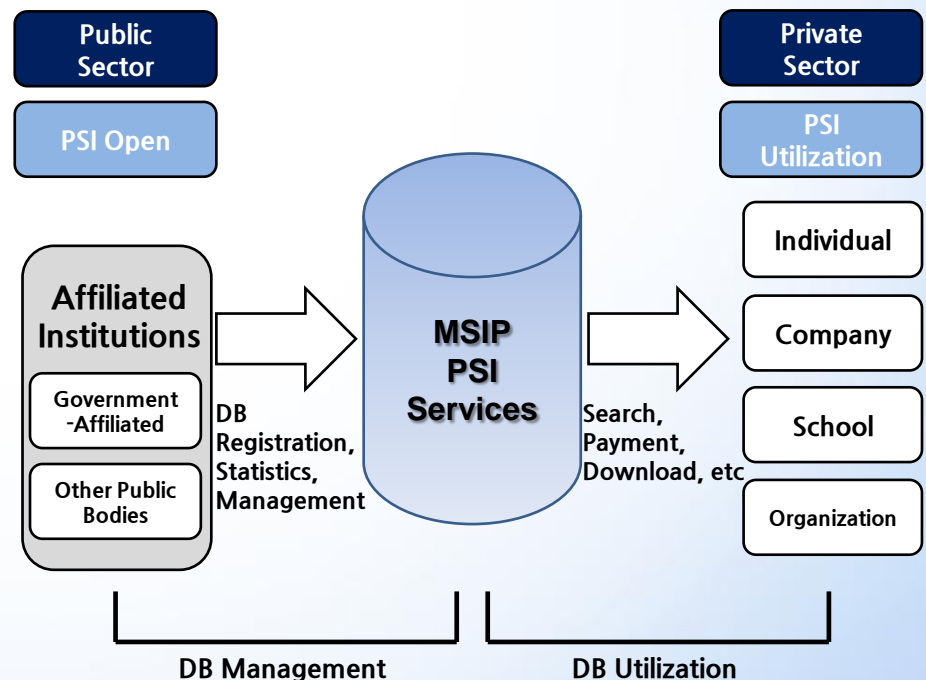 Public
Sector
Private
Sector
PSI Open
PSI
Utilization
Affiliated
Institutions
Government
-Affiliated
Other Public
Bodies
DB
Registration,
Statistics,
Management
MSIP
PSI
Services
Search,
Payment,
Download, etc
Individual
Company
School
Organization
DB Management
DB Utilization